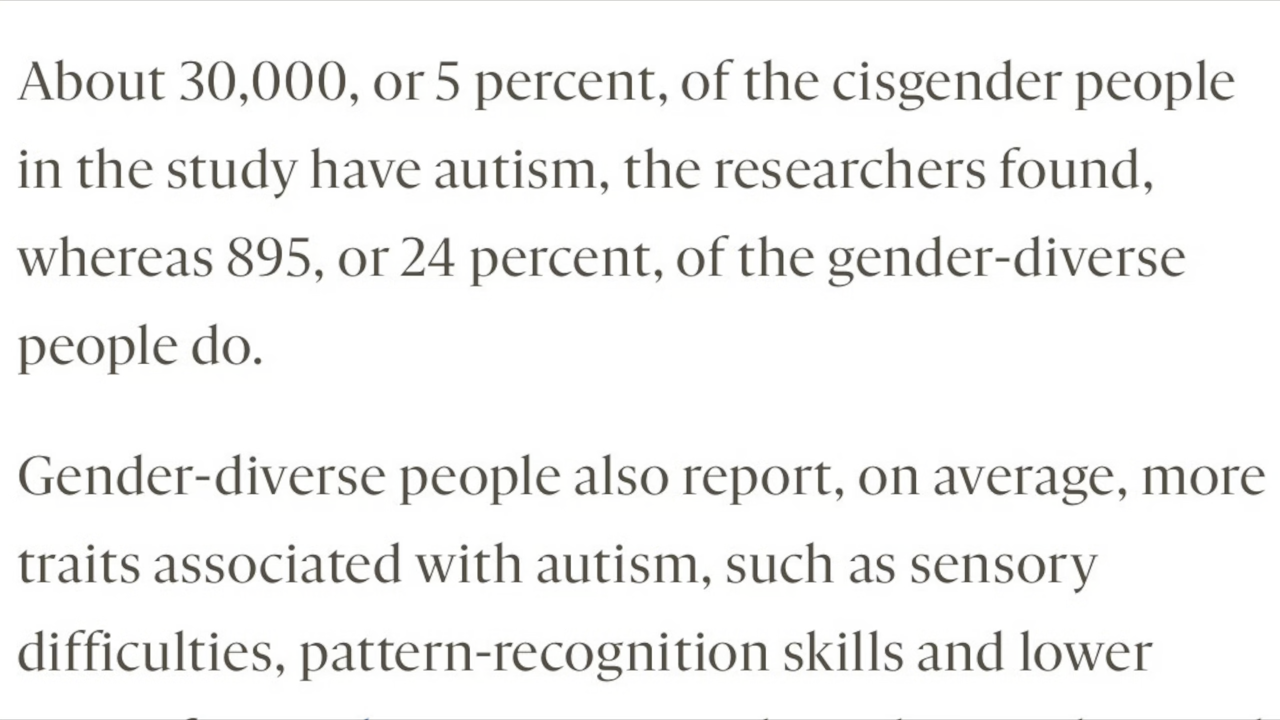 About 30,000, or 5 percent, of the cisgender people
in the study have autism, the researchers found,
whereas 895, or 24 percent, of the gender-diverse
people do.
Gender-diverse people also report, on average, more
traits associated with autism, such as sensory
difficulties, pattern-recognition skills and lower